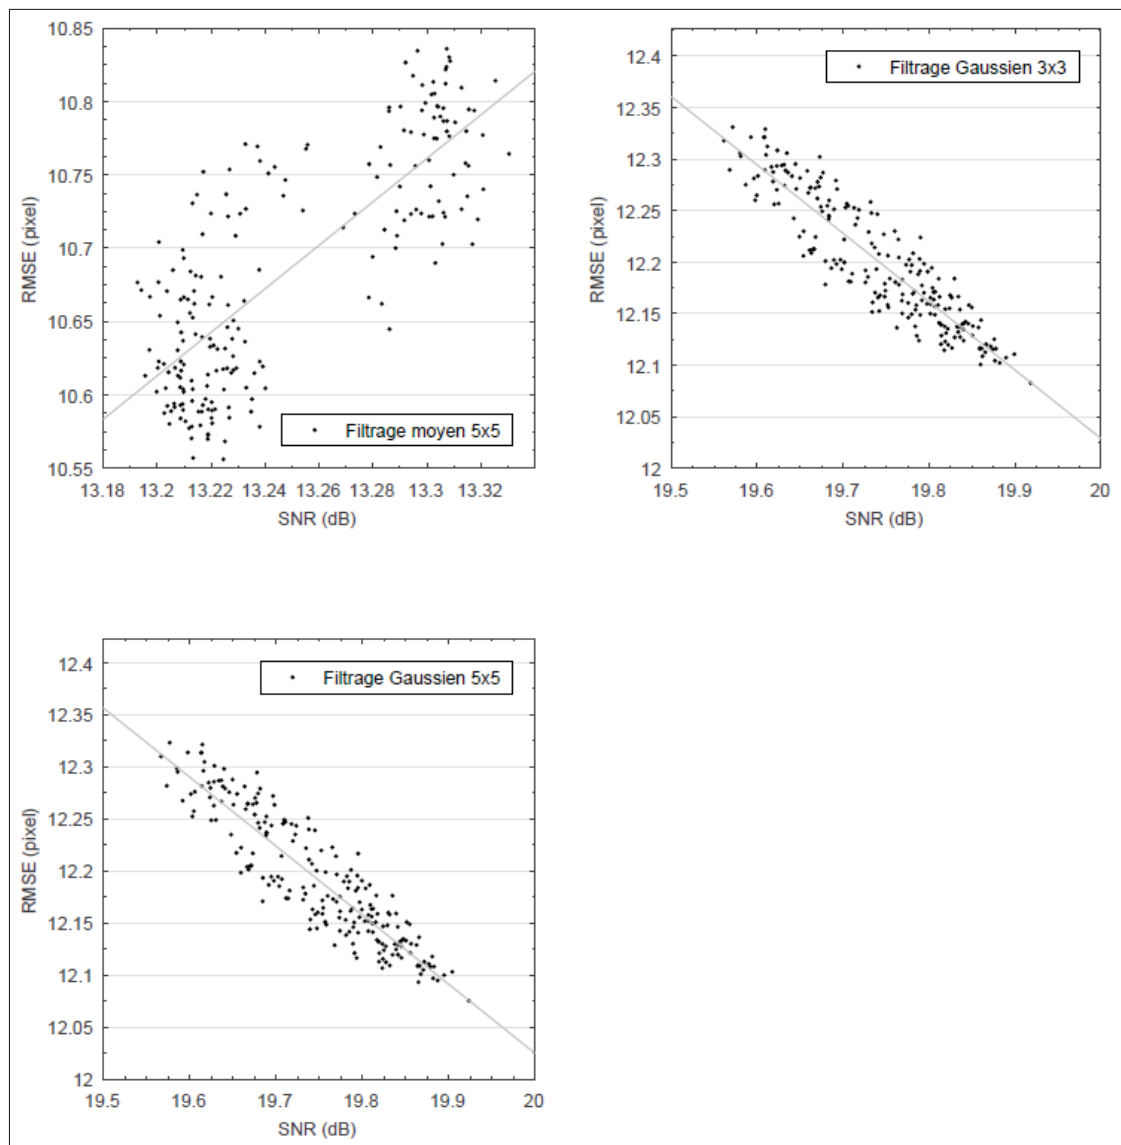 10.85
10.8
10.75
10.7
10.65
10.6
10.55
RMSE (pixel)
Filtrage moyen 5x5
13.18 13.2 13.22 13.24 13.26 13.28 13.3 13.32
SNR (dB)
12.4
12.35
12.3
12.25
12.2
12.15
12.1
12.05
12
RMSE (pixel)
Filtrage Gaussien 3x3
19.5 19.6 19.7 19.8 19.9 20
SNR (dB)
12.4
12.35
12.3
12.25
12.2
12.15
12.1
12.05
12
RMSE (pixel)
Filtrage Gaussien 5x5
19.5 19.6 19.7 19.8 19.9 20
SNR (dB)